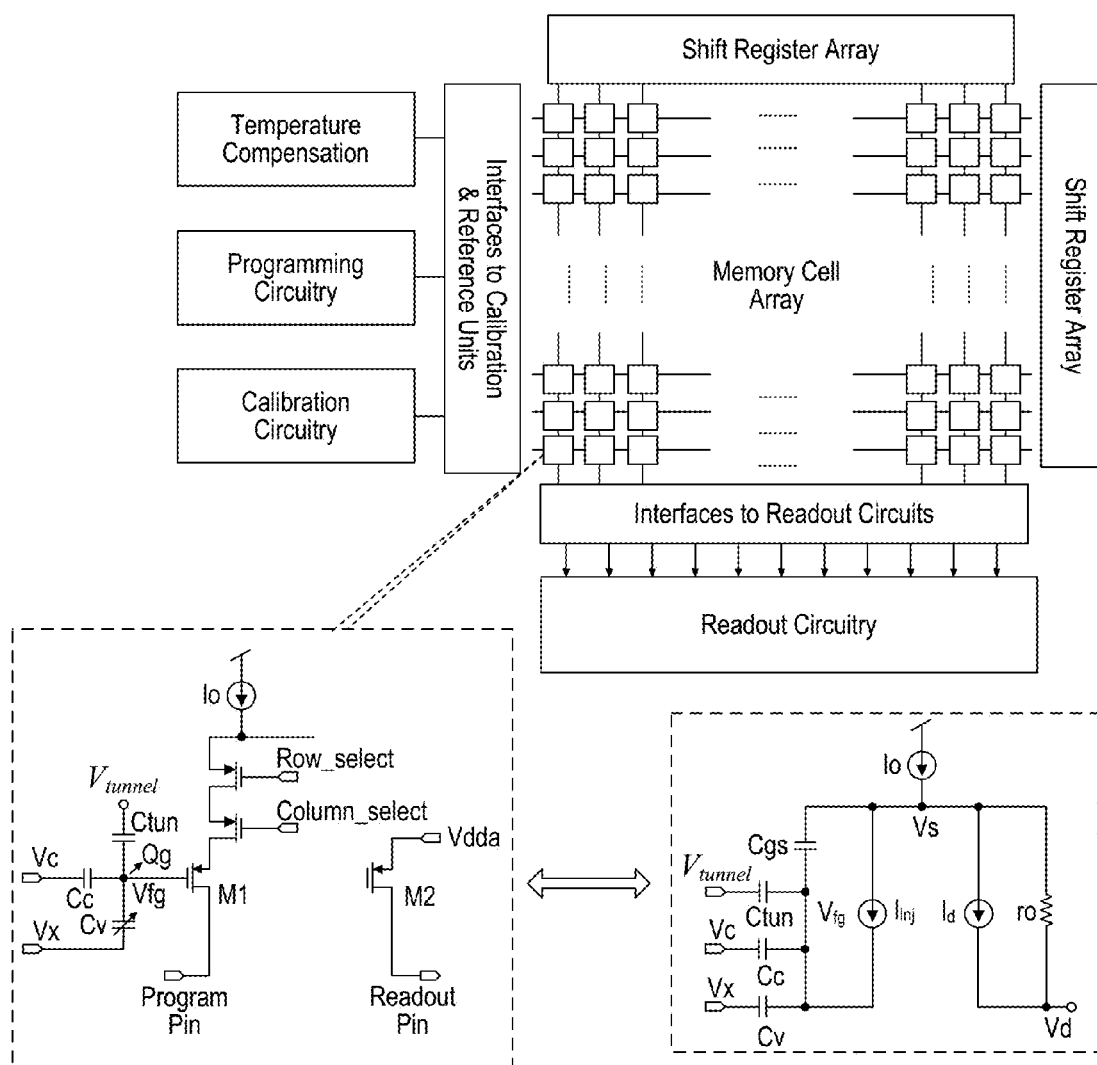 Shift Register Array
Temperature
Compensation
Programming
Circuitry
Calibration
Circuitry
Interfaces to Calibration
& Reference Units
Memory Cell
Array
Shift Register Array
Interfaces to Readout Circuits
Readout Circuitry
Io
Row_select
Column_select
Vtunnel
Ctun
Vc
Cc
Qg
Vfg
Cv
Vx
M1
Program
Pin
Vdda
M2
Readout
Pin
Io
Vs
Cgs
Vtunnel
Ctun
Vfg
Iinj
Id
ro
Vc
Cc
Vx
Cv
Vd